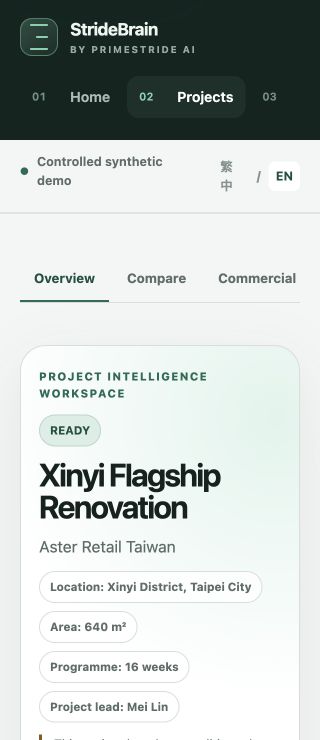 StrideBrain
BY PRIMESTRIDE AI
01 Home 02 Projects 03
Controlled synthetic
demo
繁
中
/ EN
Overview Compare Commercial
PROJECT INTELLIGENCE
WORKSPACE
READY
Xinyi Flagship
Renovation
Aster Retail Taiwan
Location: Xinyi District, Taipei City
Area: 640 m²
Programme: 16 weeks
Project lead: Mei Lin